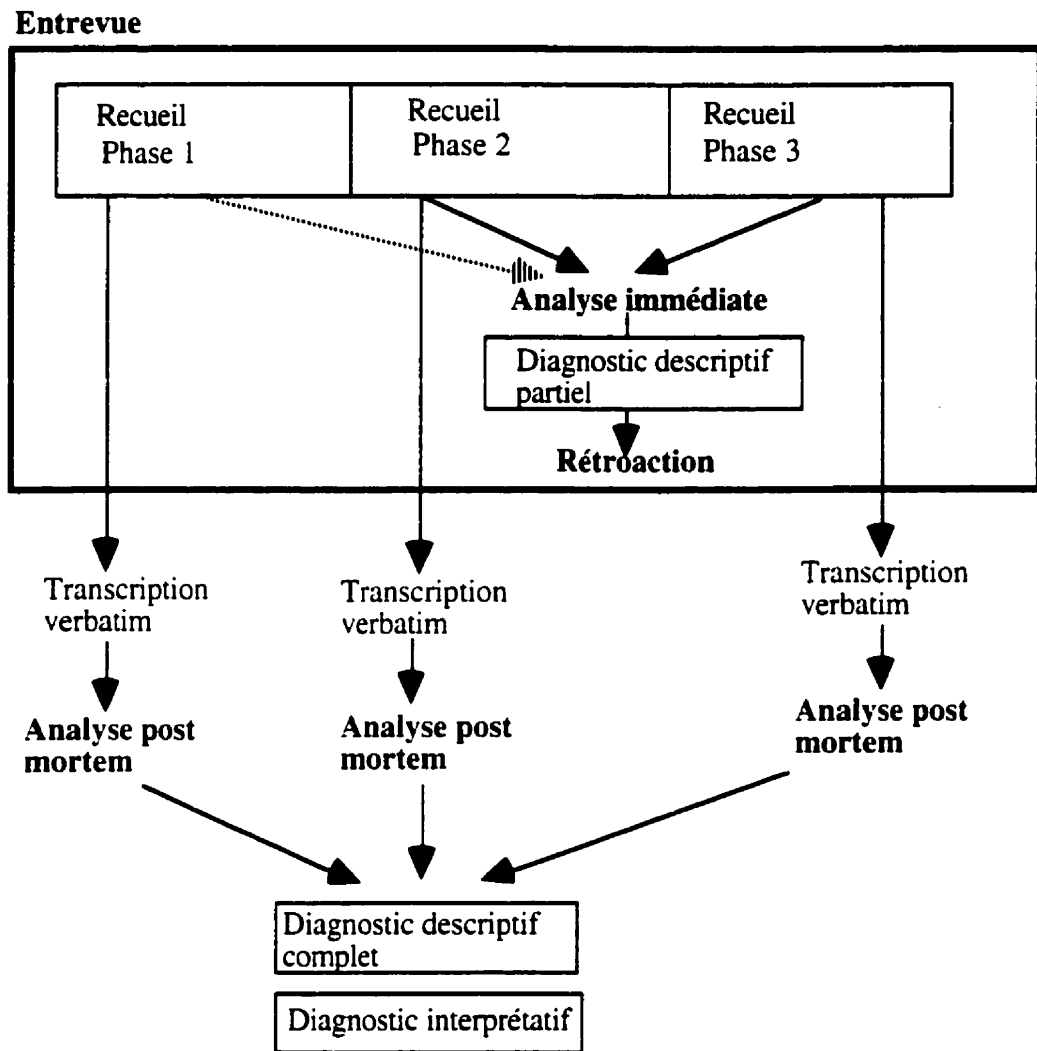 Entrevue
Recueil
Phase 1
Recueil
Phase 2
Recueil
Phase 3
Analyse immédiate
Diagnostic descriptif
partiel
Rétroaction
Transcription
verbatim
Transcription
verbatim
Transcription
verbatim
Analyse post
mortem
Analyse post
mortem
Analyse post
mortem
Diagnostic descriptif
complet
Diagnostic interprétatif